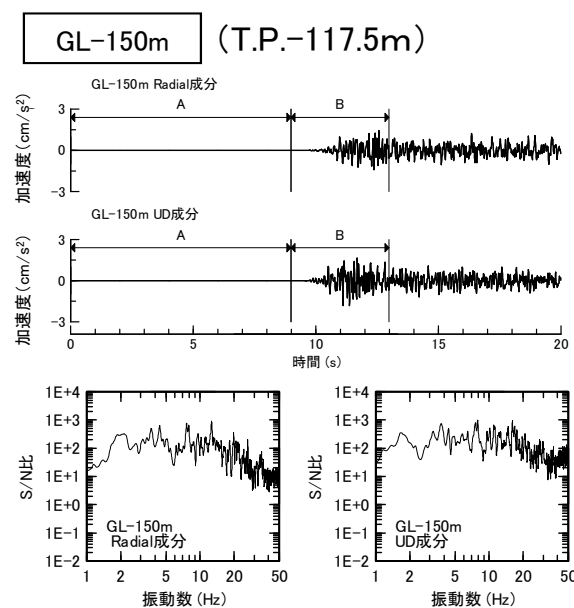 GL-150m (T.P.-117.5m)
GL-150m Radial成分
A B
加速度(cm/s²)
3
0
-3
GL-150m UD成分
A B
加速度(cm/s²)
3
0
-3
0 5 10 15 20
時間(s)
S/N比
1E+4
1E+3
1E+2
1E+1
1E+0
1E-1
1E-2
GL-150m
Radial成分
1 2 5 10 20 50
振動数(Hz)
S/N比
1E+4
1E+3
1E+2
1E+1
1E+0
1E-1
1E-2
GL-150m
UD成分
1 2 5 10 20 50
振動数(Hz)